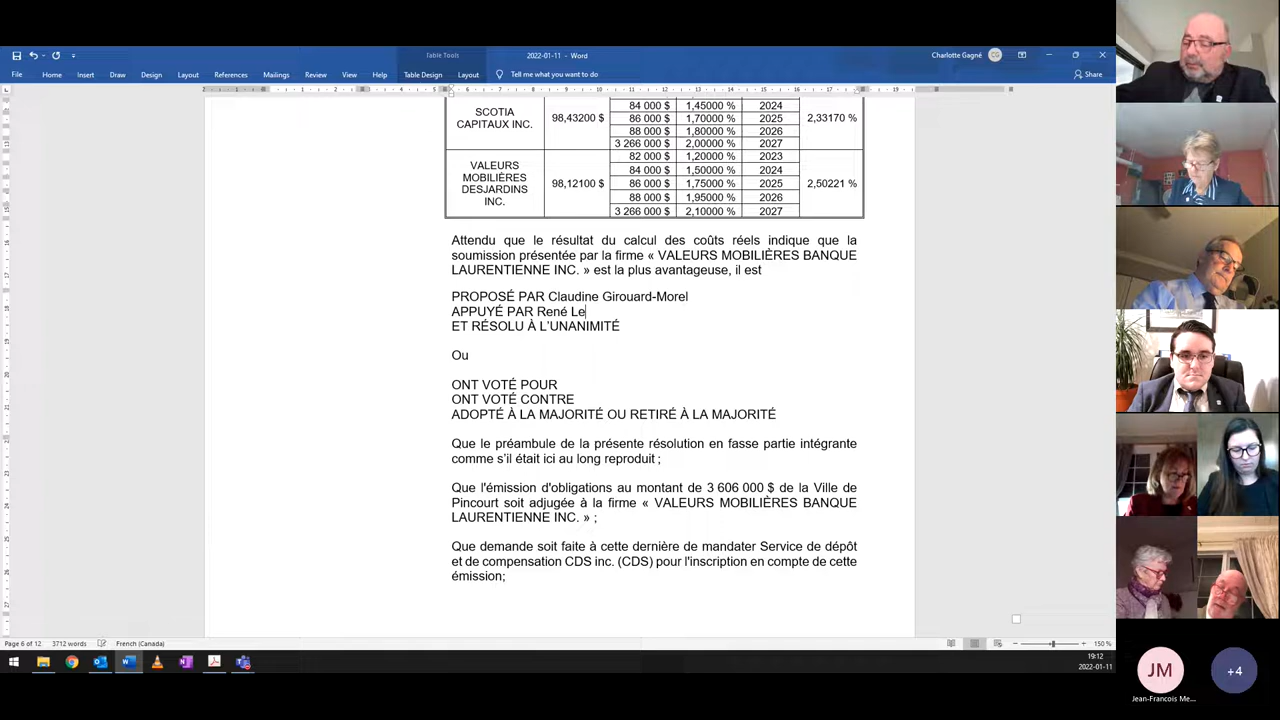 Table Tools
2022-01-11 - Word
Charlotte Gagné CG
File Home Insert Draw Design Layout References Mailings Review View Help Table Design Layout Tell me what you want to do Share
SCOTIA CAPITAUX INC. 98,43200 $ 2,33170 %
84 000 $ 1,45000 % 2024
86 000 $ 1,70000 % 2025
88 000 $ 1,80000 % 2026
3 266 000 $ 2,00000 % 2027
VALEURS MOBILIÈRES DESJARDINS INC. 98,12100 $ 2,50221 %
82 000 $ 1,20000 % 2023
84 000 $ 1,50000 % 2024
86 000 $ 1,75000 % 2025
88 000 $ 1,95000 % 2026
3 266 000 $ 2,10000 % 2027
Attendu que le résultat du calcul des coûts réels indique que la
soumission présentée par la firme « VALEURS MOBILIÈRES BANQUE
LAURENTIENNE INC. » est la plus avantageuse, il est
PROPOSÉ PAR Claudine Girouard-Morel
APPUYÉ PAR René Le
ET RÉSOLU À L'UNANIMITÉ
Ou
ONT VOTÉ POUR
ONT VOTÉ CONTRE
ADOPTÉ À LA MAJORITÉ OU RETIRÉ À LA MAJORITÉ
Que le préambule de la présente résolution en fasse partie intégrante
comme s'il était ici au long reproduit ;
Que l'émission d'obligations au montant de 3 606 000 $ de la Ville de
Pincourt soit adjugée à la firme « VALEURS MOBILIÈRES BANQUE
LAURENTIENNE INC. » ;
Que demande soit faite à cette dernière de mandater Service de dépôt
et de compensation CDS inc. (CDS) pour l'inscription en compte de cette
émission;
Page 6 of 12 3712 words French (Canada) 150 %
19:12
2022-01-11
JM
Jean-Francois Me...
+4